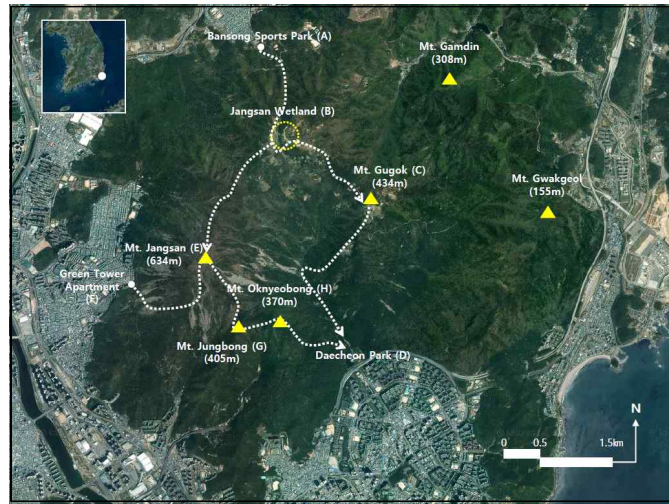 Bansong Sports Park (A)
Mt. Gamdin
(308m)
Jangsan Wetland (B)
Mt. Gugok (C)
(434m)
Mt. Gwakgeol
(155m)
Mt. Jangsan (E)
(634m)
Green Tower
Apartment
(F)
Mt. Oknyeobong (H)
(370m)
Mt. Jungbong (G)
(405m)
Daecheon Park (D)
N
0 0.5 1.5km